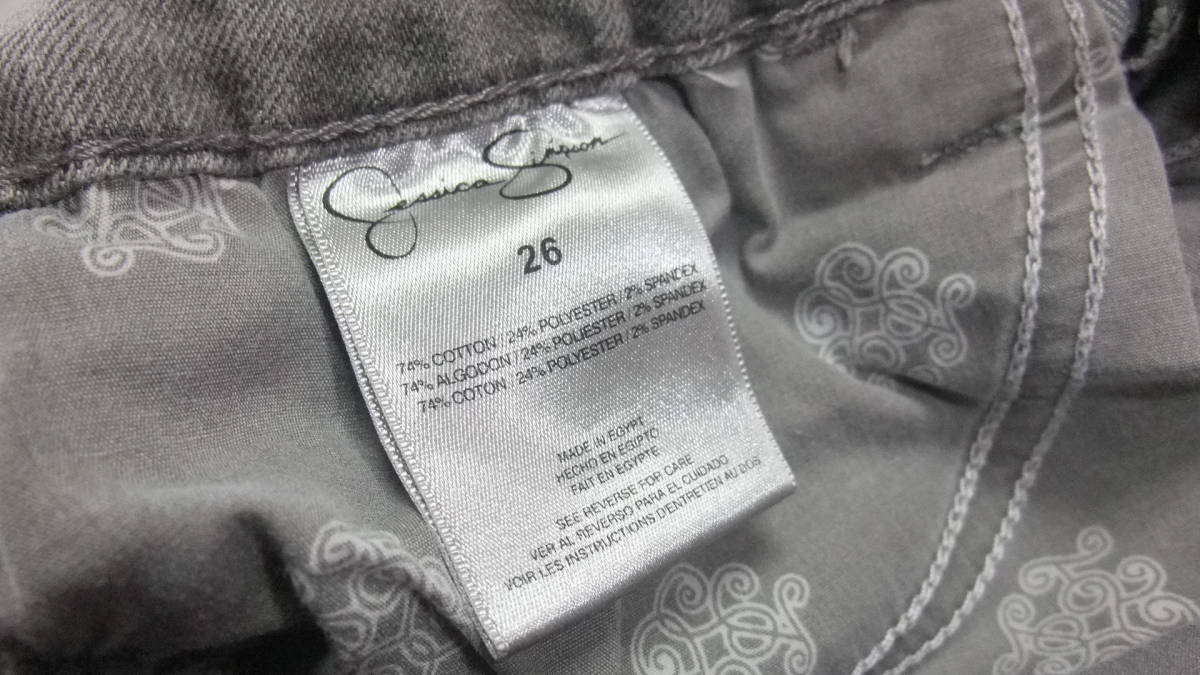 Jessica Simpson
26
74% COTTON / 24% POLYESTER / 2% SPANDEX
74% ALGODON / 24% POLIESTER / 2% SPANDEX
74% COTON 24% POLYESTER / 2% SPANDEX
MADE IN EGYPT
HECHO EN EGIPTO
FAIT EN EGYPTE
SEE REVERSE FOR CARE
VER AL REVERSO PARA EL CUIDADO
VOIR LES INSTRUCTIONS D'ENTRETIEN AU DOS